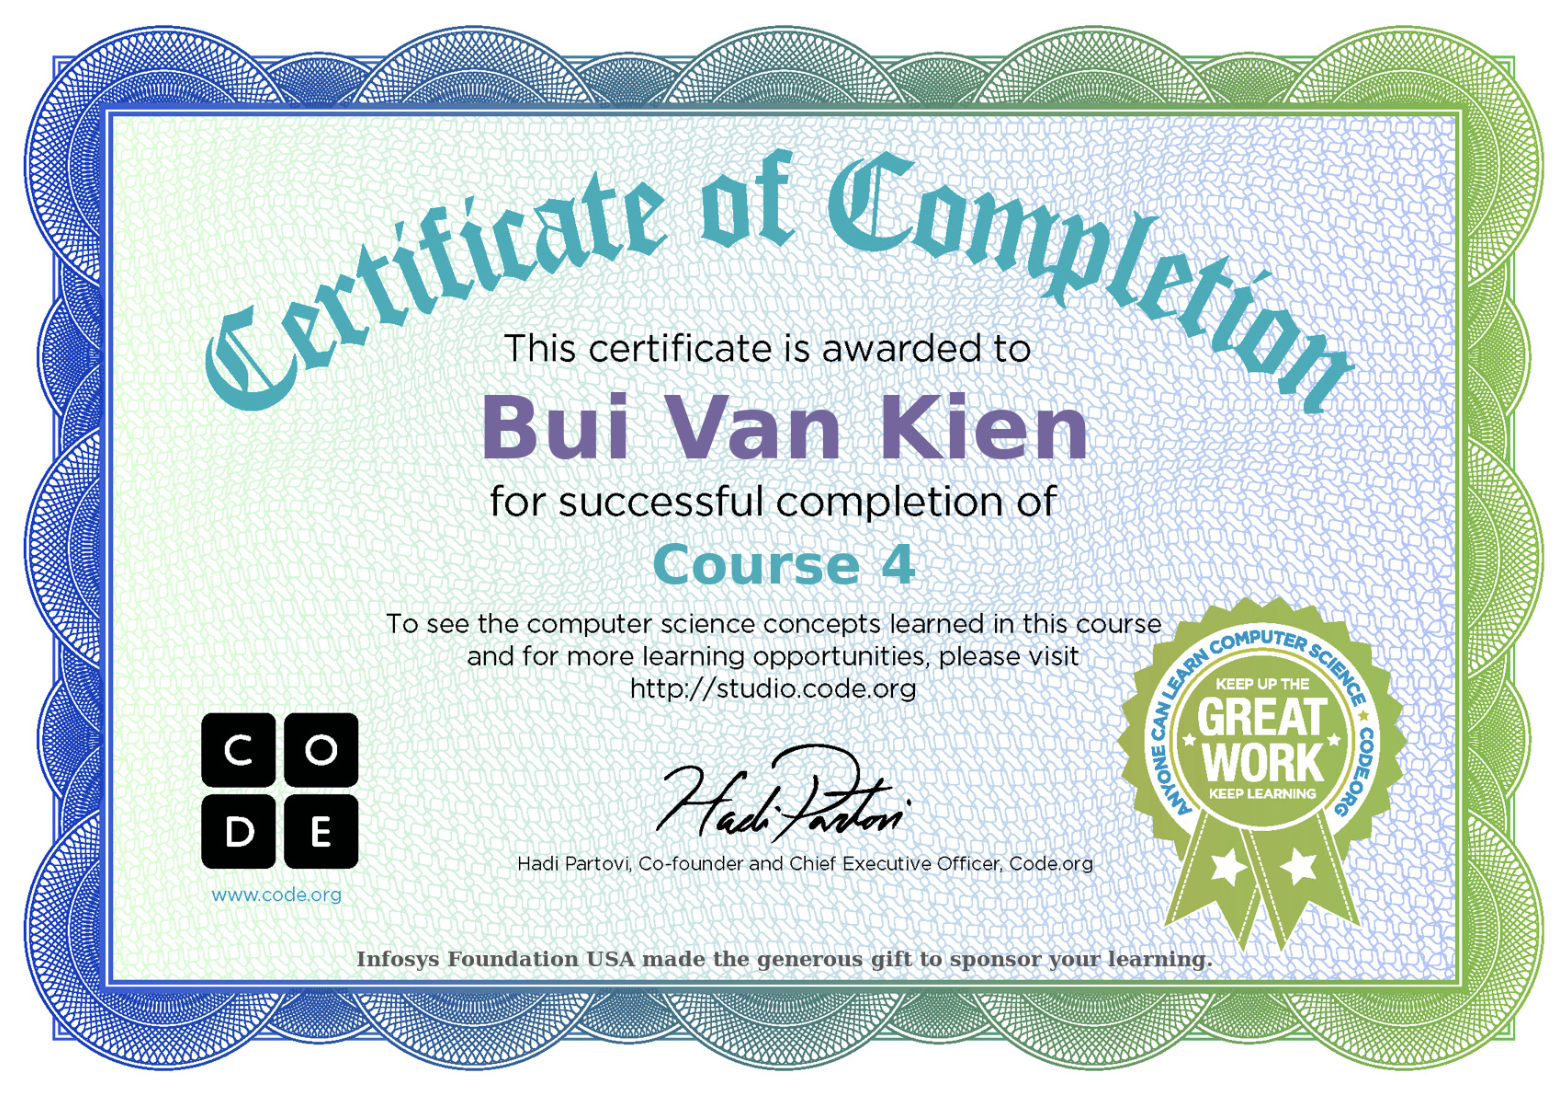 Certificate of Completion
This certificate is awarded to
Bui Van Kien
for successful completion of
Course 4
To see the computer science concepts learned in this course
and for more learning opportunities, please visit
http://studio.code.org
C O
D E
www.code.org
Hadi Partovi
Hadi Partovi, Co-founder and Chief Executive Officer, Code.org
ANYONE CAN LEARN COMPUTER SCIENCE ★ CODE.ORG
KEEP UP THE
GREAT
WORK
KEEP LEARNING
Infosys Foundation USA made the generous gift to sponsor your learning.